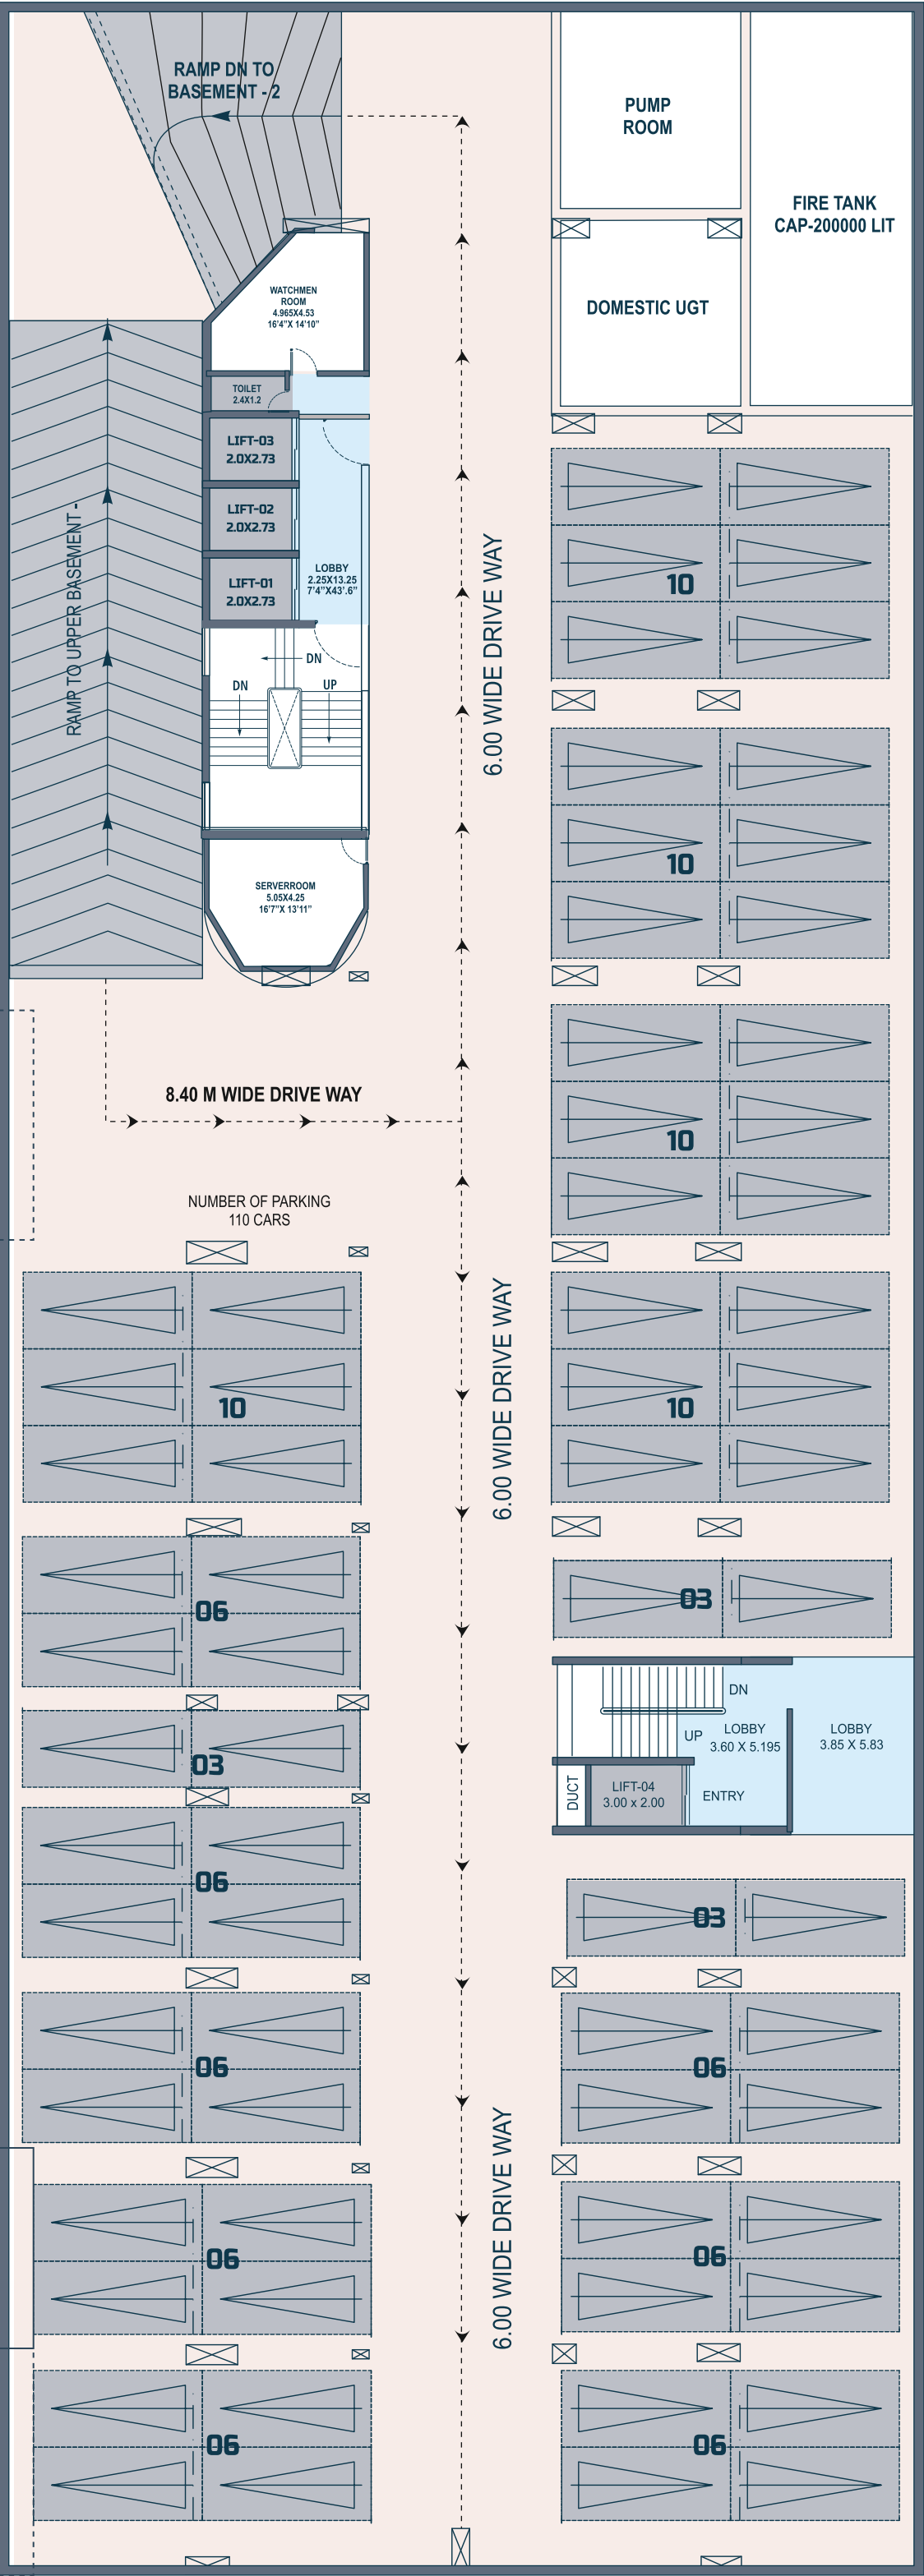 RAMP DN TO
BASEMENT - 2
PUMP
ROOM
FIRE TANK
CAP-200000 LIT
DOMESTIC UGT
WATCHMEN
ROOM
4.965X4.53
16'4"X 14'10"
TOILET
2.4X1.2
LIFT-03
2.0X2.73
LIFT-02
2.0X2.73
LIFT-01
2.0X2.73
LOBBY
2.25X13.25
7'4"X43'.6"
RAMP TO UPPER BASEMENT -
6.00 WIDE DRIVE WAY
10
DN
DN
UP
10
SERVERROOM
5.05X4.25
16'7"X 13'11"
8.40 M WIDE DRIVE WAY
10
NUMBER OF PARKING
110 CARS
6.00 WIDE DRIVE WAY
10
10
06
03
DN
UP
LOBBY
3.60 X 5.195
LOBBY
3.85 X 5.83
03
DUCT
LIFT-04
3.00 x 2.00
ENTRY
06
03
06
06
6.00 WIDE DRIVE WAY
06
06
06
06